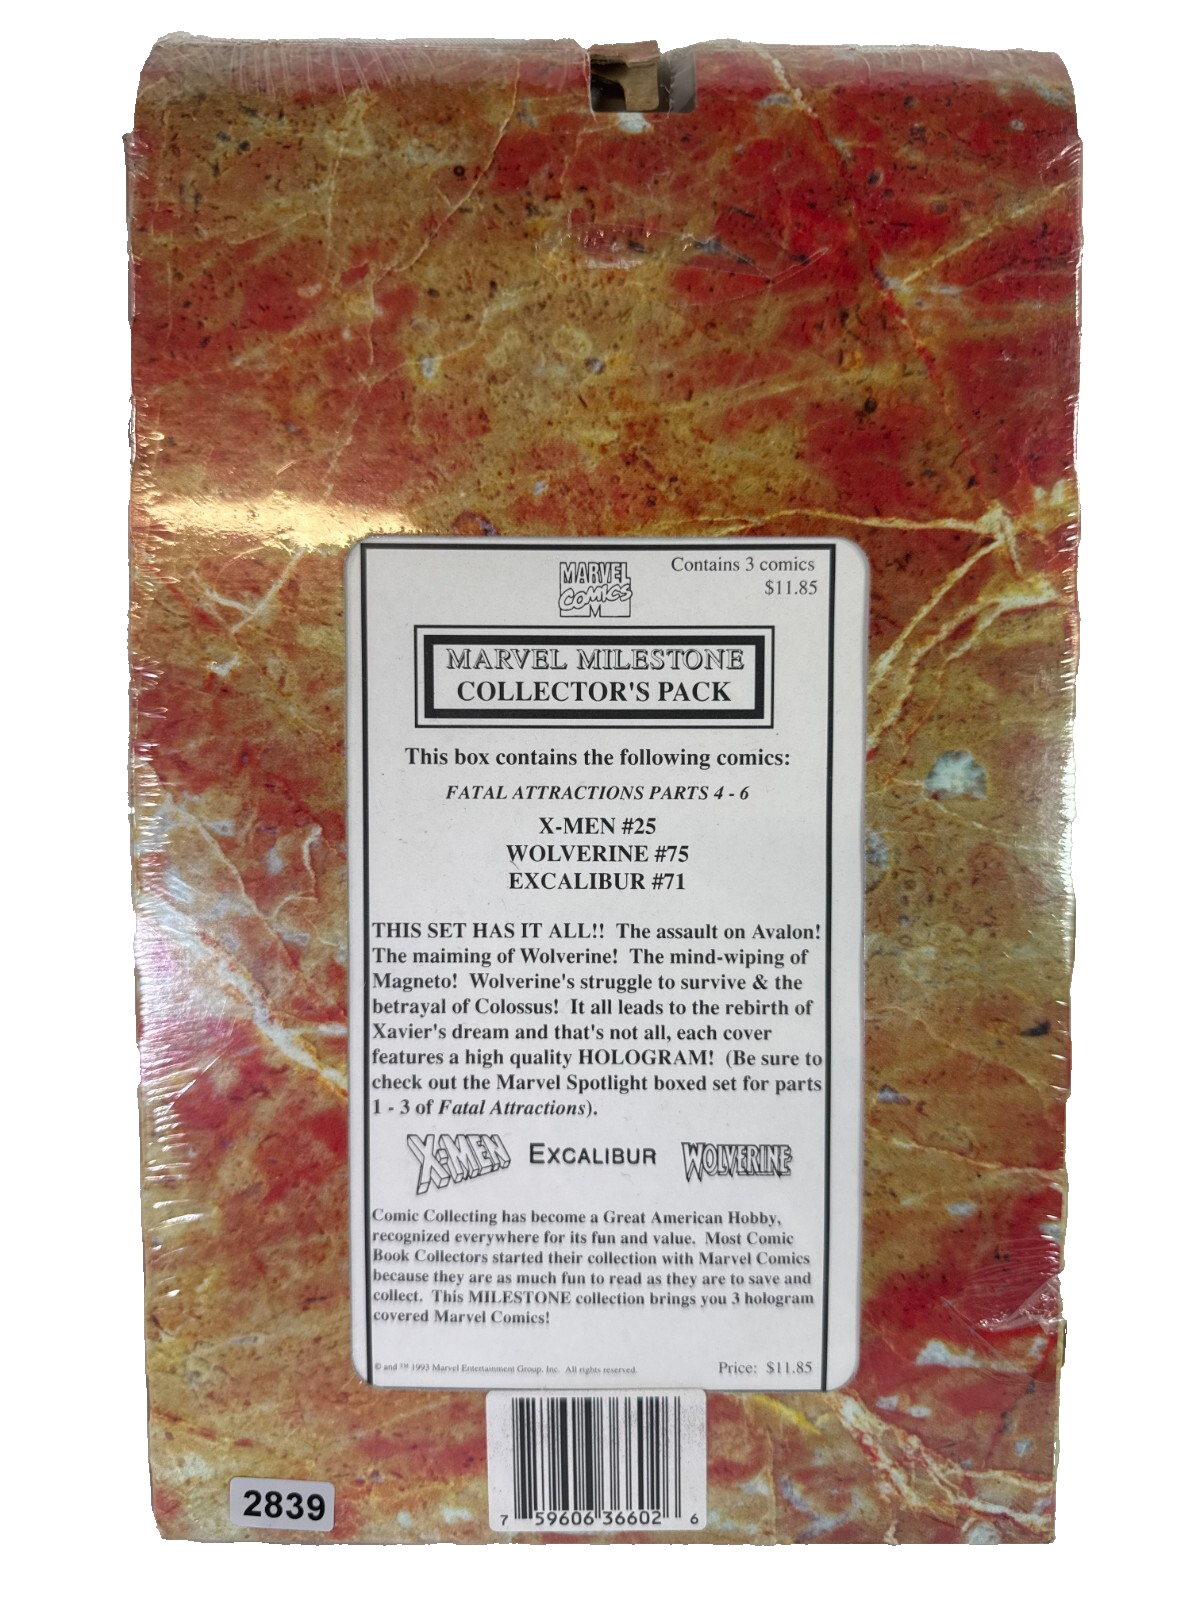 Contains 3 comics
$11.85
MARVEL
COMICS
M
MARVEL MILESTONE
COLLECTOR'S PACK
This box contains the following comics:
FATAL ATTRACTIONS PARTS 4 - 6
X-MEN #25
WOLVERINE #75
EXCALIBUR #71
THIS SET HAS IT ALL!! The assault on Avalon!
The maiming of Wolverine! The mind-wiping of
Magneto! Wolverine's struggle to survive & the
betrayal of Colossus! It all leads to the rebirth of
Xavier's dream and that's not all, each cover
features a high quality HOLOGRAM! (Be sure to
check out the Marvel Spotlight boxed set for parts
1 - 3 of Fatal Attractions).
X-MEN EXCALIBUR WOLVERINE
Comic Collecting has become a Great American Hobby,
recognized everywhere for its fun and value. Most Comic
Book Collectors started their collection with Marvel Comics
because they are as much fun to read as they are to save and
collect. This MILESTONE collection brings you 3 hologram
covered Marvel Comics!
© and ™ 1993 Marvel Entertainment Group, Inc. All rights reserved. Price: $11.85
7 59606 36602 6
2839